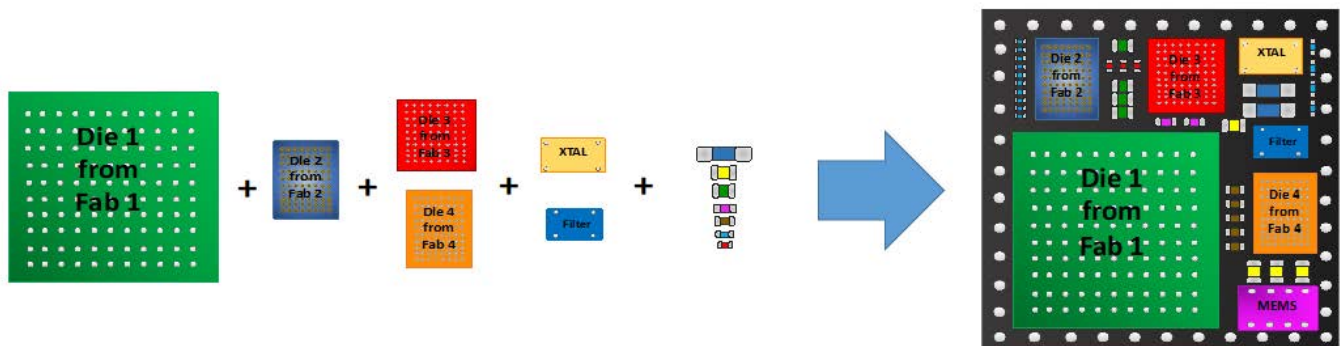 Die 1
from
Fab 1
+
Die 2
from
Fab 2
+
Die 3
from
Fab 3
Die 4
from
Fab 4
+
XTAL
Filter
+
Die 2
from
Fab 2
Die 3
from
Fab 3
XTAL
Filter
Die 1
from
Fab 1
Die 4
from
Fab 4
MEMS